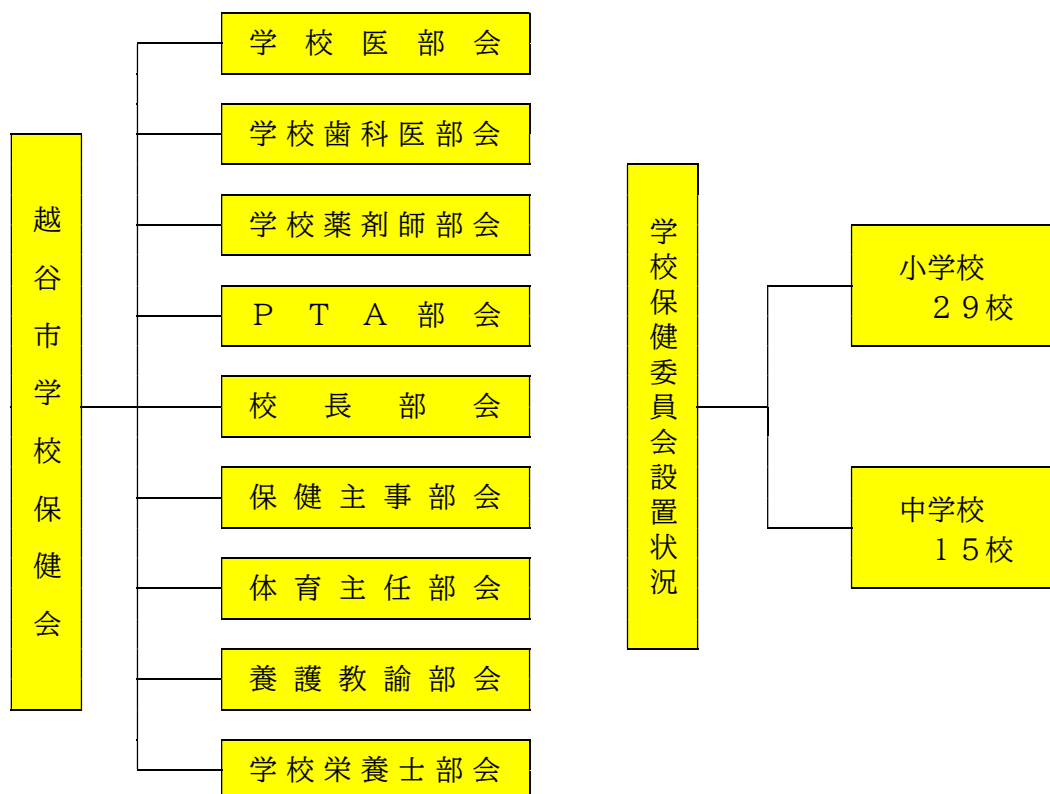 越谷市学校保健会
学校医部会
学校歯科医部会
学校薬剤師部会
ＰＴＡ部会
校長部会
保健主事部会
体育主任部会
養護教諭部会
学校栄養士部会
学校保健委員会設置状況
小学校
２９校
中学校
１５校